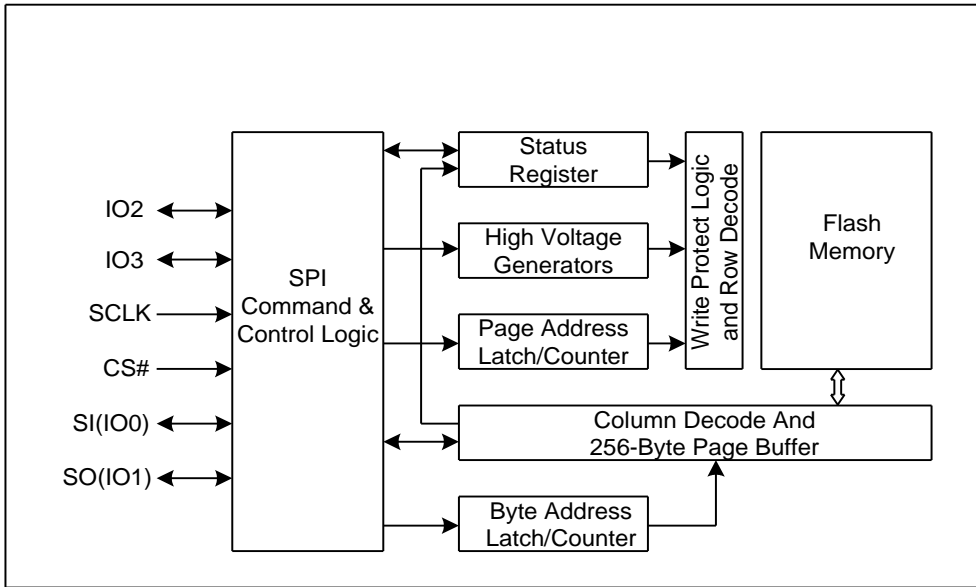 IO2
IO3
SCLK
CS#
SI(IO0)
SO(IO1)
SPI
Command &
Control Logic
Status
Register
High Voltage
Generators
Page Address
Latch/Counter
Write Protect Logic
and Row Decode
Flash
Memory
Column Decode And
256-Byte Page Buffer
Byte Address
Latch/Counter